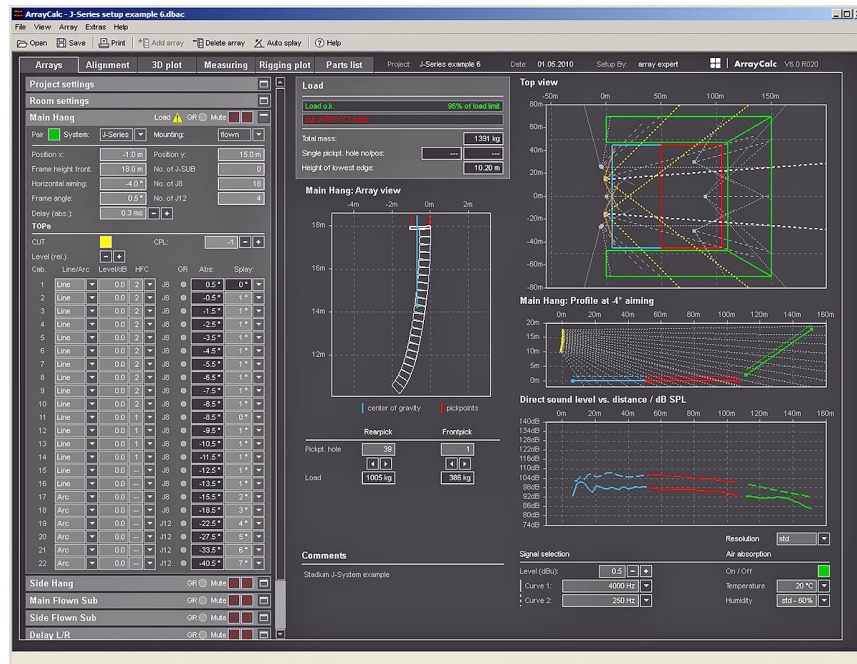 ArrayCalc - J-Series setup example 6.dbac
File View Array Extras Help
Open Save Print Add array Delete array Auto splay Help
Arrays Alignment 3D plot Measuring Rigging plot Parts list Project: J-Series example 6 Date: 01.05.2010 Setup By: array expert ArrayCalc V6.0 R020
Project settings
Room settings
Main Hang Load GR Mute
Pair System: J-Series Mounting: flown
Position x: -1.0 m Position y: 15.0 m
Frame height front: 18.0 m No. of J-SUB 0
Horizontal aiming: -4.0 ° No. of J8 18
Frame angle: 0.5 ° No. of J12 4
Delay (abs.): 0.3 ms - +
TOPs
CUT CPL: -1 - +
Level (rel.) - +
Cab. Line/Arc Level/dB HFC GR Abs: Splay:
1 Line 0.0 2 J8 0.5 ° 0 °
2 Line 0.0 2 J8 -0.5 ° 1 °
3 Line 0.0 2 J8 -1.5 ° 1 °
4 Line 0.0 2 J8 -2.5 ° 1 °
5 Line 0.0 2 J8 -3.5 ° 1 °
6 Line 0.0 2 J8 -4.5 ° 1 °
7 Line 0.0 2 J8 -5.5 ° 1 °
8 Line 0.0 2 J8 -6.5 ° 1 °
9 Line 0.0 2 J8 -7.5 ° 1 °
10 Line 0.0 2 J8 -8.5 ° 1 °
11 Line 0.0 1 J8 -8.5 ° 0 °
12 Line 0.0 1 J8 -9.5 ° 1 °
13 Line 0.0 1 J8 -10.5 ° 1 °
14 Line 0.0 1 J8 -11.5 ° 1 °
15 Line 0.0 -- J8 -12.5 ° 1 °
16 Line 0.0 -- J8 -13.5 ° 1 °
17 Arc 0.0 -- J8 -15.5 ° 2 °
18 Arc 0.0 -- J8 -18.5 ° 3 °
19 Arc 0.0 -- J12 -22.5 ° 4 °
20 Arc 0.0 -- J12 -27.5 ° 5 °
21 Arc 0.0 -- J12 -33.5 ° 6 °
22 Arc 0.0 -- J12 -40.5 ° 7 °
Side Hang GR Mute
Main Flown Sub GR Mute
Side Flown Sub GR Mute
Delay L/R GR Mute
Load
Load o.k. 96% of load limit
Total mass: 1391 kg
Single pickpt. hole no/pos: --- ---
Height of lowest edge: 10.20 m
Main Hang: Array view
-4m -2m 0m 2m
18m
16m
14m
12m
center of gravity pickpoints
Rearpick Frontpick
Pickpt. hole 39 1
Load 1005 kg 386 kg
Comments
Stadium J-System example
Top view
-50m 0m 50m 100m 150m
80m
60m
40m
20m
0m
-20m
-40m
-60m
-80m
Main Hang: Profile at -4° aiming
0m 20m 40m 60m 80m 100m 120m 140m 160m
20m
15m
10m
5m
0m
Direct sound level vs. distance / dB SPL
0m 20m 40m 60m 80m 100m 120m 140m 160m
140dB
134dB
128dB
122dB
116dB
110dB
104dB
98dB
92dB
86dB
80dB
74dB
Resolution std
Signal selection Air absorption
Level (dBu): 0.5 - + On / Off
Curve 1: 4000 Hz Temperature 20 °C
Curve 2: 250 Hz Humidity std - 60%